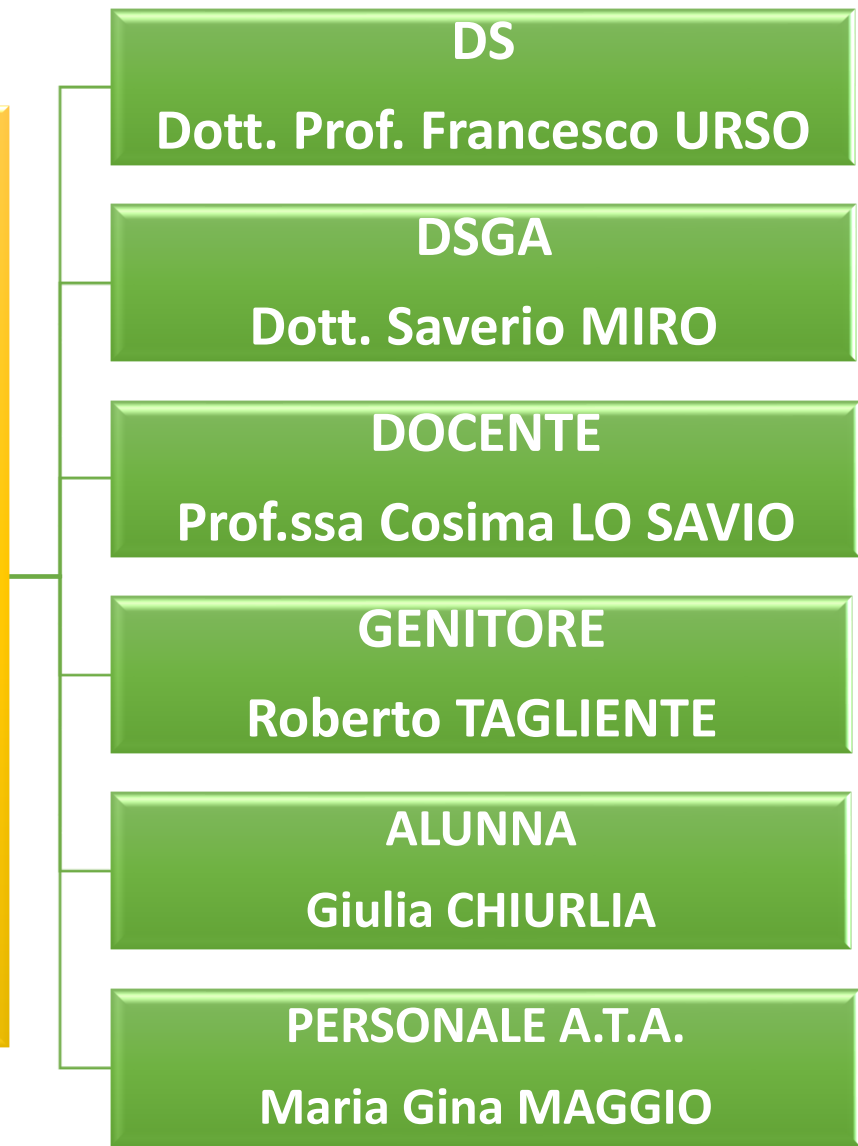 DS
Dott. Prof. Francesco URSO
DSGA
Dott. Saverio MIRO
DOCENTE
Prof.ssa Cosima LO SAVIO
GENITORE
Roberto TAGLIENTE
ALUNNA
Giulia CHIURLIA
PERSONALE A.T.A.
Maria Gina MAGGIO